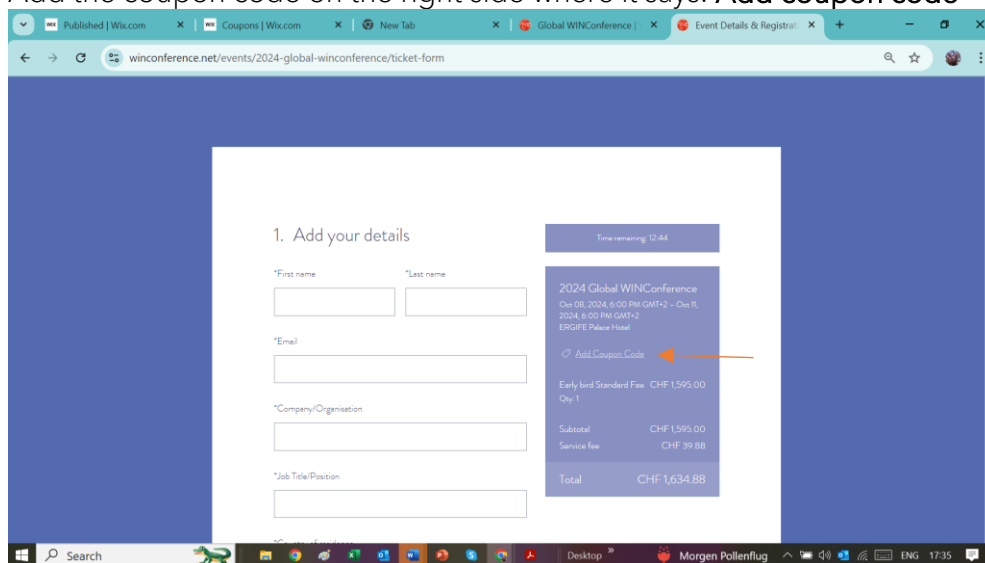 Add the coupon code on the right side where it says: Add coupon code
Published | Wix.com
Coupons | Wix.com
New Tab
Global WINConference |
Event Details & Registrat
winconference.net/events/2024-global-winconference/ticket-form
1. Add your details
*First name
*Last name
*Email
*Company/Organisation
*Job Title/Position
Time remaining: 12:44
2024 Global WINConference
Oct 08, 2024, 6:00 PM GMT+2 – Oct 11,
2024, 6:00 PM GMT+2
ERGIFE Palace Hotel
Add Coupon Code
Early bird Standard Fee CHF 1,595.00
Qty: 1
Subtotal CHF 1,595.00
Service fee CHF 39.88
Total CHF 1,634.88
Search
Desktop
Morgen Pollenflug
ENG 17:35